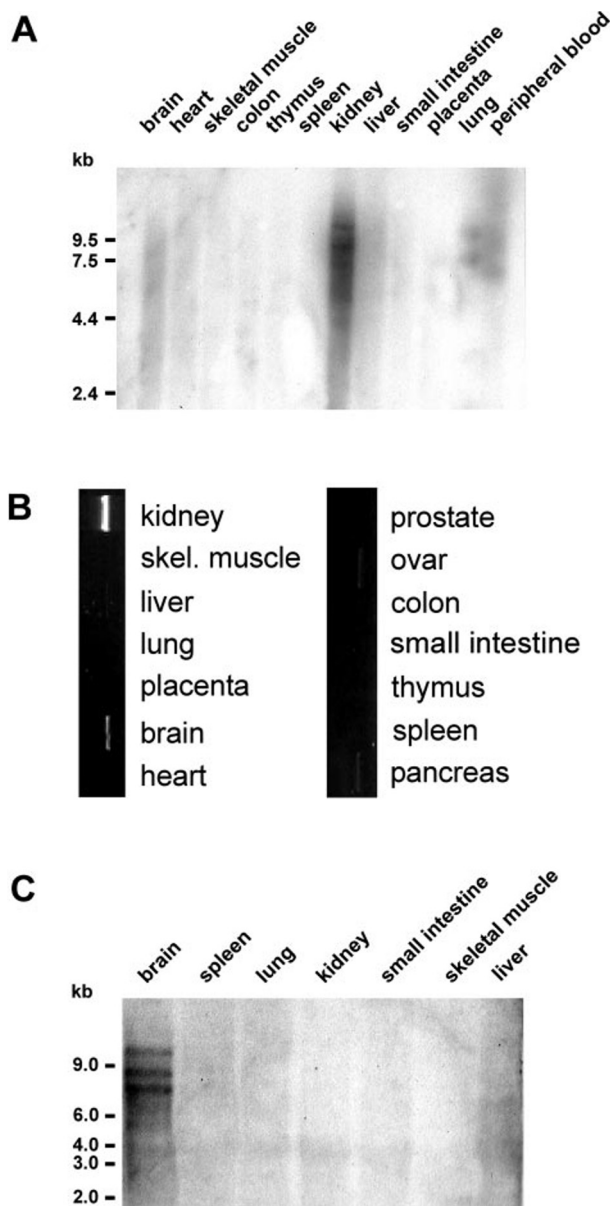 A
brain
heart
skeletal muscle
colon
thymus
spleen
kidney
liver
small intestine
placenta
lung
peripheral blood
kb
9.5
7.5
4.4
2.4
B
kidney
skel. muscle
liver
lung
placenta
brain
heart
prostate
ovar
colon
small intestine
thymus
spleen
pancreas
C
brain
spleen
lung
kidney
small intestine
skeletal muscle
liver
kb
9.0
6.0
4.0
3.0
2.0